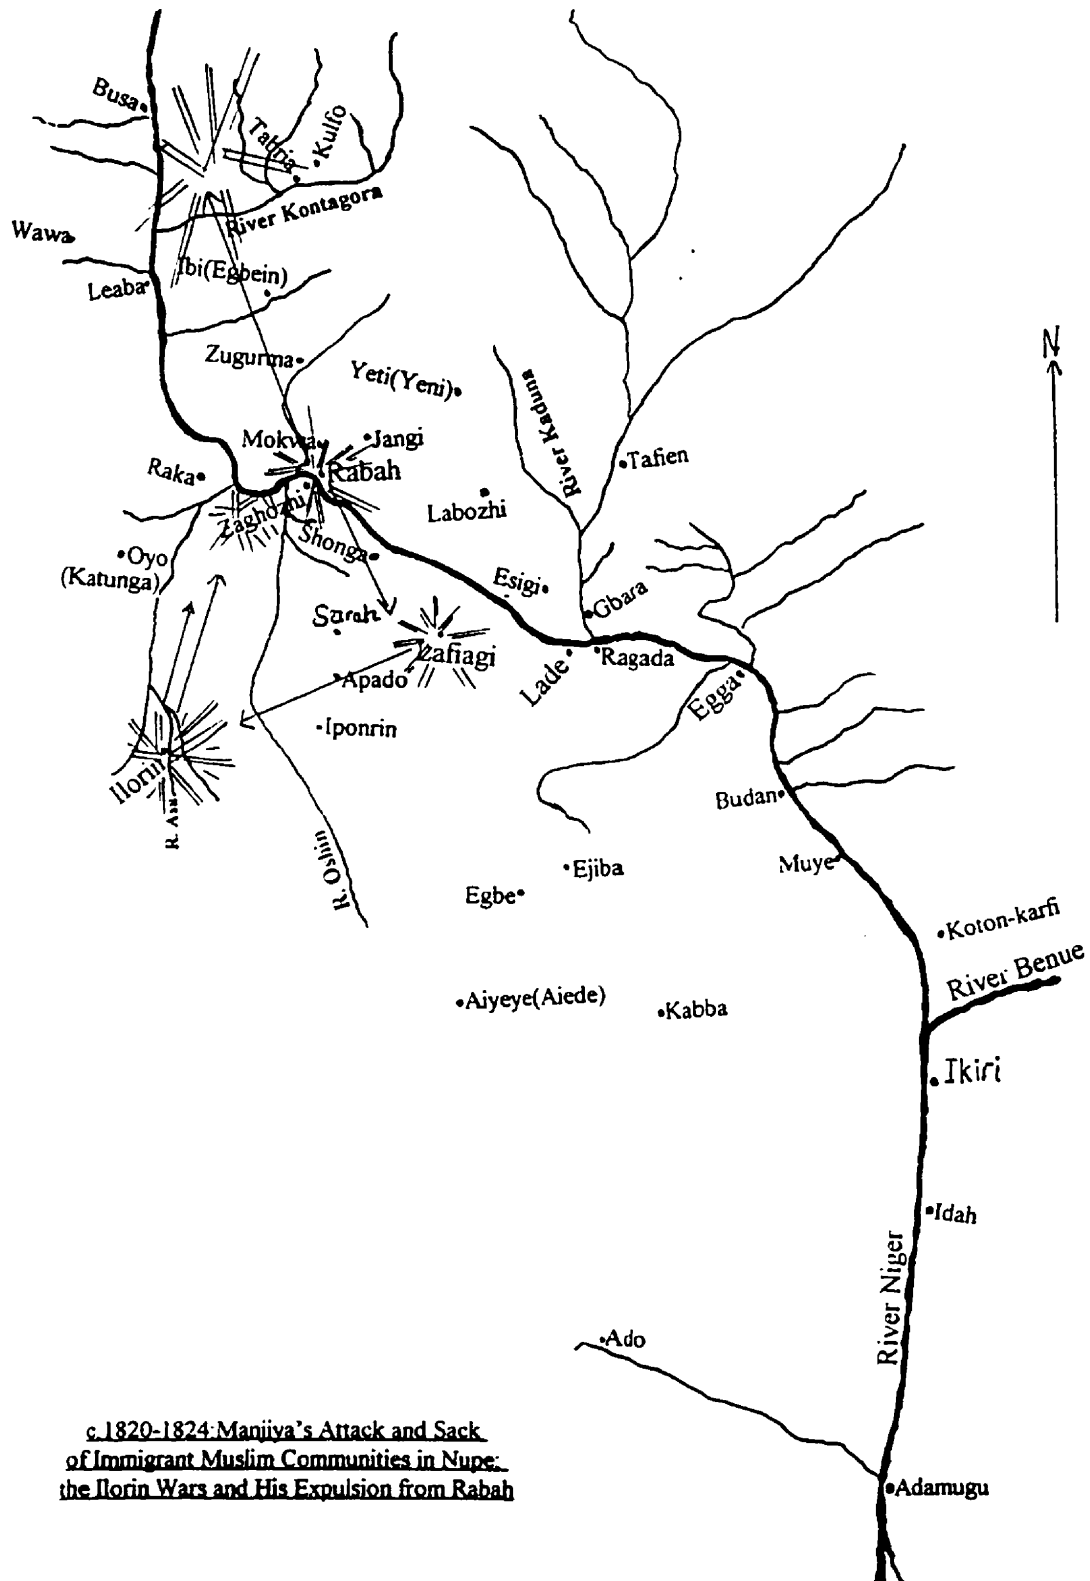 Busa
Tabria
Kulfo
River Kontagora
Wawa
Ibi(Egbein)
Leaba
N
Zugurma
Yeti(Yeni)
River Kaduna
Mokwa
Jangi
Raka
Rabah
Tafien
Zaghozhi
Labozhi
Shonga
Oyo
(Katunga)
Esigi
Gbara
Sarah
Zafiagi
Lade
Ragada
Apado
Egga
Iponrin
Ilorin
Budan
R. Oshin
Muye
Ejiba
Egbe
Koton-karfi
River Benue
Aiyeye(Aiede)
Kabba
Ikiri
Idah
River Niger
Ado
c.1820-1824:Manjiya's Attack and Sack
of Immigrant Muslim Communities in Nupe:
the Ilorin Wars and His Expulsion from Rabah
Adamugu